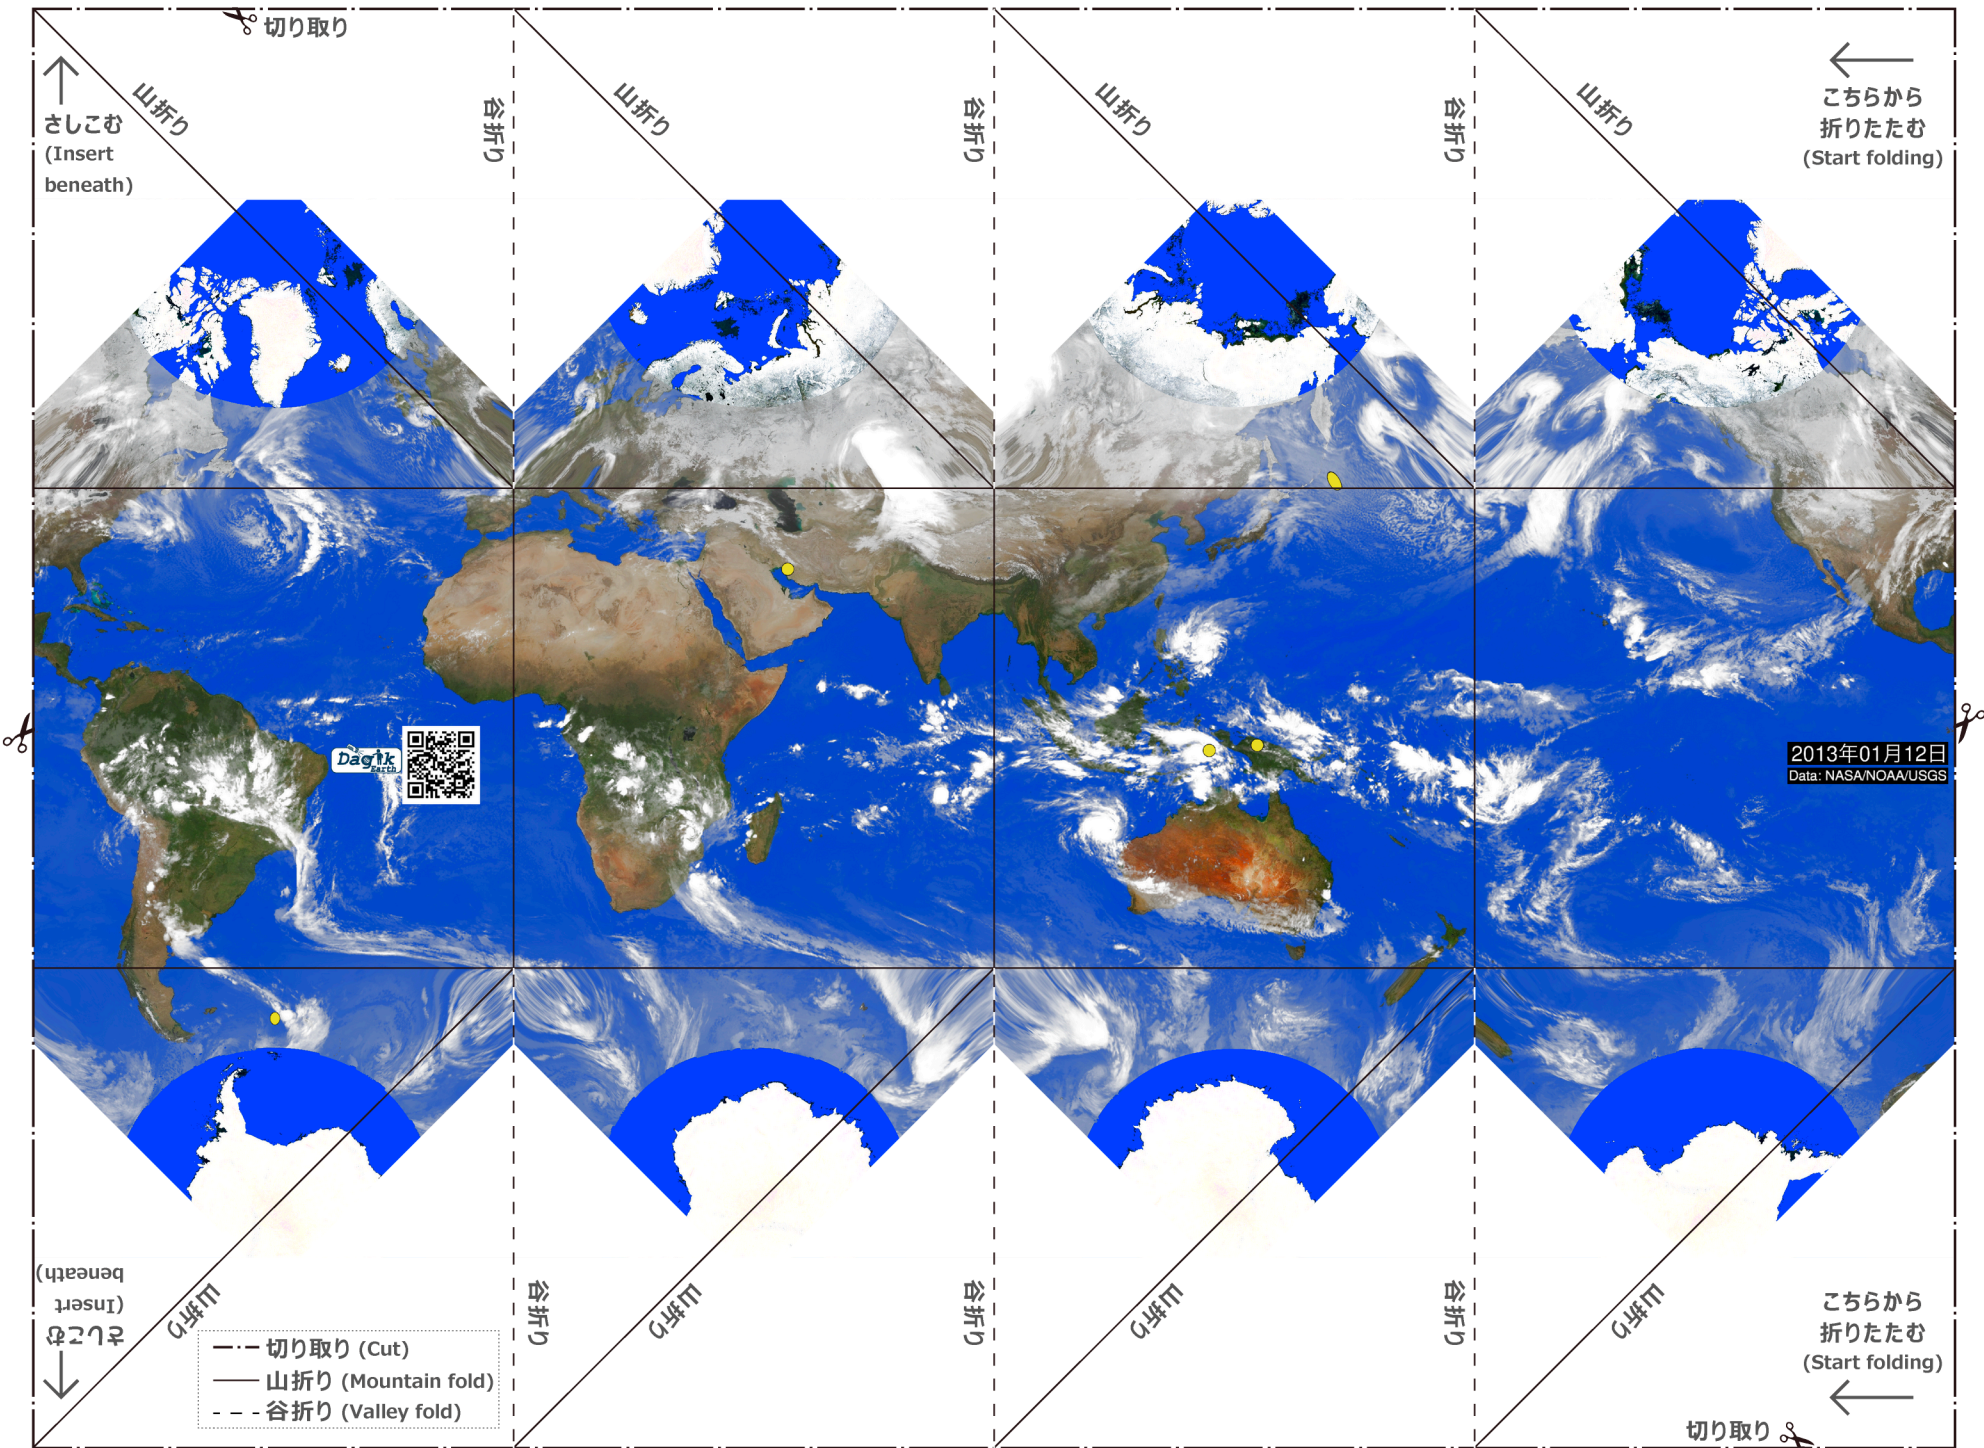 切り取り
さしこむ
(Insert
beneath)
山折り
谷折り
山折り
谷折り
山折り
谷折り
山折り
こちらから
折りたたむ
(Start folding)
Dagik
Earth
2013年01月12日
Data: NASA/NOAA/USGS
さしこむ
(Insert
beneath)
山折り
谷折り
山折り
谷折り
山折り
谷折り
山折り
こちらから
折りたたむ
(Start folding)
切り取り (Cut)
山折り (Mountain fold)
谷折り (Valley fold)
切り取り